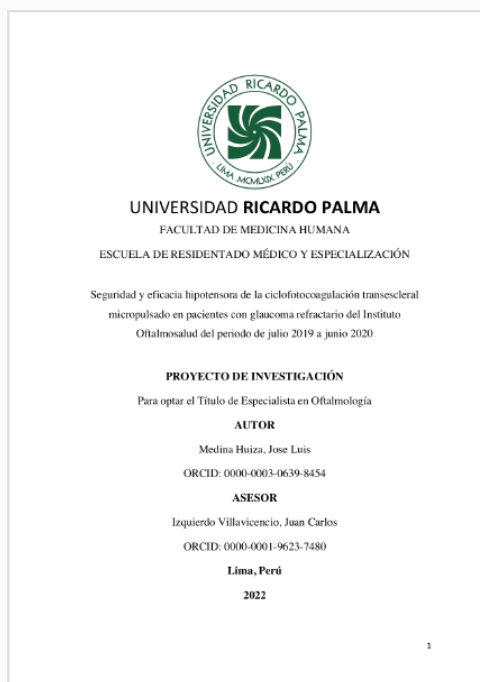 UNIVERSIDAD RICARDO PALMA
LIMA .MCMLXIX PERÚ
UNIVERSIDAD RICARDO PALMA
FACULTAD DE MEDICINA HUMANA
ESCUELA DE RESIDENTADO MÉDICO Y ESPECIALIZACIÓN
Seguridad y eficacia hipotensora de la ciclofotocoagulación transescleral
micropulsado en pacientes con glaucoma refractario del Instituto
Oftalmosalud del periodo de julio 2019 a junio 2020
PROYECTO DE INVESTIGACIÓN
Para optar el Título de Especialista en Oftalmología
AUTOR
Medina Huiza, Jose Luis
ORCID: 0000-0003-0639-8454
ASESOR
Izquierdo Villavicencio, Juan Carlos
ORCID: 0000-0001-9623-7480
Lima, Perú
2022
1